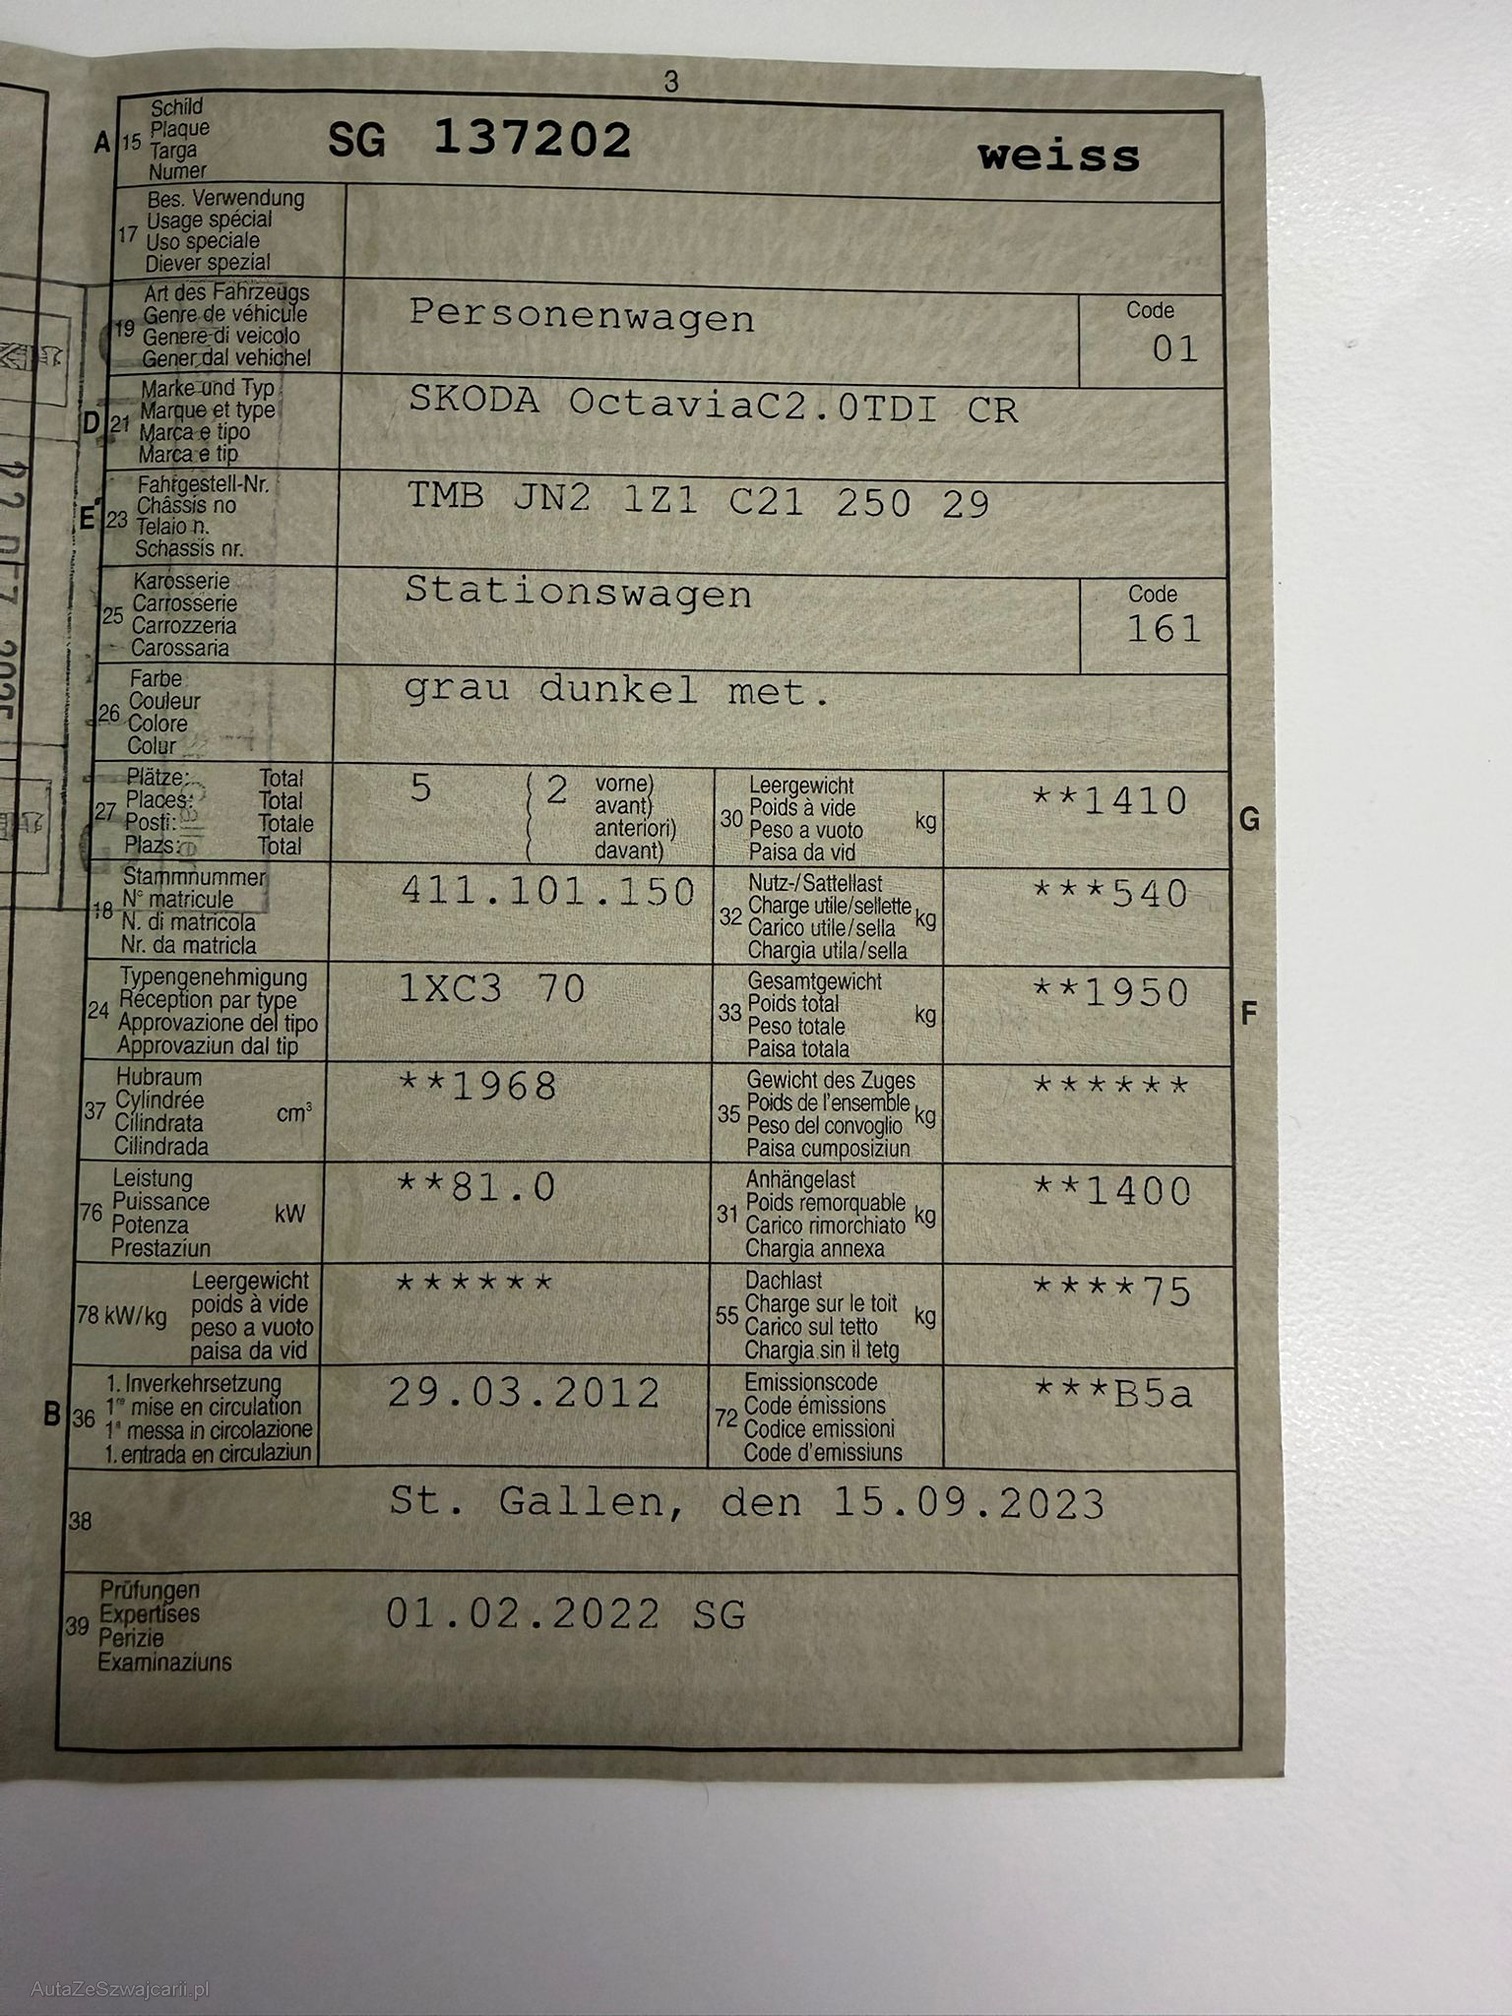 3
A 15 Schild
Plaque
Targa
Numer
SG 137202 weiss
17 Bes. Verwendung
Usage spécial
Uso speciale
Diever spezial
19 Art des Fahrzeugs
Genre de véhicule
Genere di veicolo
Gener dal vehichel
Personenwagen
Code
01
D 21 Marke und Typ
Marque et type
Marca e tipo
Marca e tip
SKODA OctaviaC2.0TDI CR
E 23 Fahrgestell-Nr.
Châssis no
Telaio n.
Schassis nr.
TMB JN2 1Z1 C21 250 29
25 Karosserie
Carrosserie
Carrozzeria
Carossaria
Stationswagen
Code
161
26 Farbe
Couleur
Colore
Colur
grau dunkel met.
27 Plätze: Total
Places: Total
Posti: Totale
Plazs: Total
5 ( 2 vorne)
( avant)
( anteriori)
( davant)
30 Leergewicht
Poids à vide
Peso a vuoto kg
Paisa da vid
**1410
G
18 Stammnummer
N° matricule
N. di matricola
Nr. da matricla
411.101.150
32 Nutz-/Sattellast
Charge utile/sellette kg
Carico utile/sella
Chargia utila/sella
***540
24 Typengenehmigung
Réception par type
Approvazione del tipo
Approvaziun dal tip
1XC3 70
33 Gesamtgewicht
Poids total
Peso totale kg
Paisa totala
**1950
F
37 Hubraum
Cylindrée cm³
Cilindrata
Cilindrada
**1968
35 Gewicht des Zuges
Poids de l'ensemble kg
Peso del convoglio
Paisa cumposiziun
******
76 Leistung
Puissance kW
Potenza
Prestaziun
**81.0
31 Anhängelast
Poids remorquable kg
Carico rimorchiato
Chargia annexa
**1400
78 kW/kg Leergewicht
poids à vide
peso a vuoto
paisa da vid
******
55 Dachlast
Charge sur le toit kg
Carico sul tetto
Chargia sin il tetg
****75
B 36 1. Inverkehrsetzung
1re mise en circulation
1a messa in circolazione
1. entrada en circulaziun
29.03.2012
72 Emissionscode
Code émissions
Codice emissioni
Code d'emissiuns
***B5a
38 St. Gallen, den 15.09.2023
39 Prüfungen
Expertises
Perizie
Examinaziuns
01.02.2022 SG
AutaZeSzwajcarii.pl